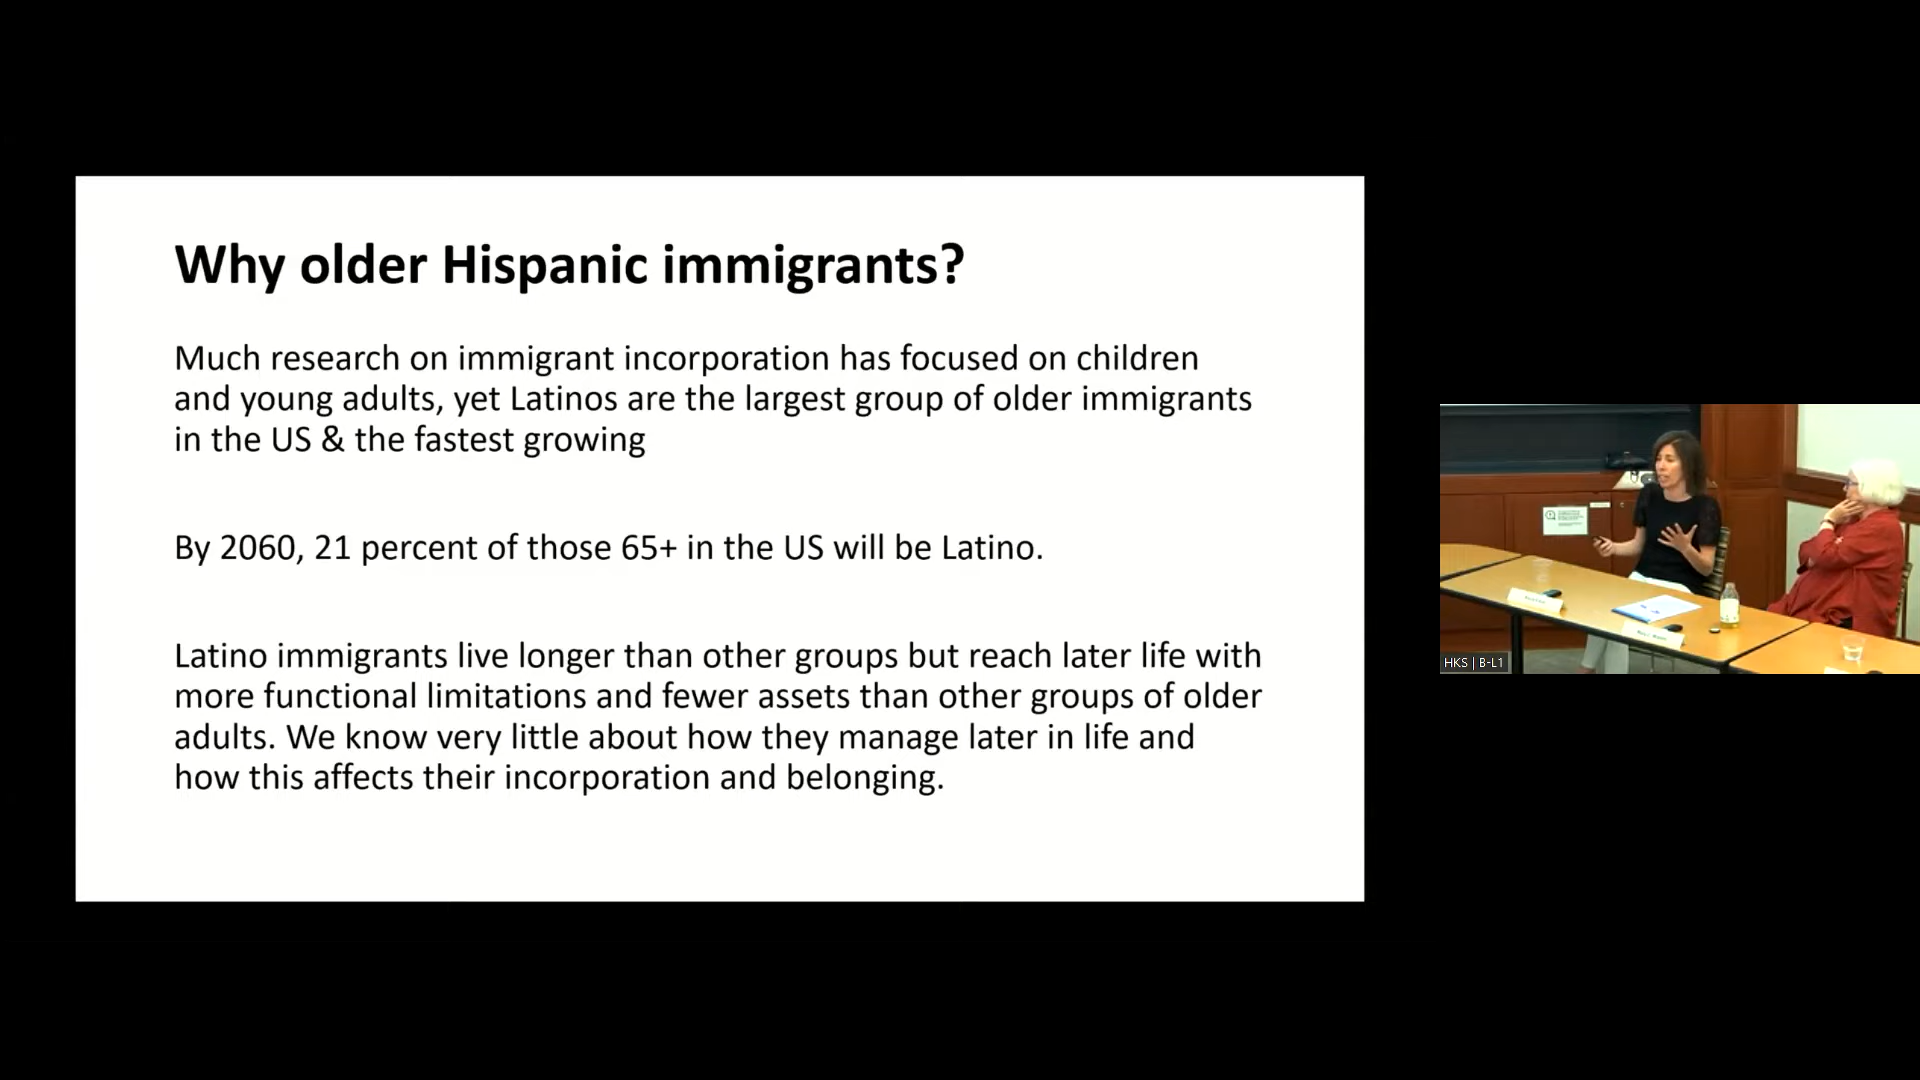 Why older Hispanic immigrants?
Much research on immigrant incorporation has focused on children
and young adults, yet Latinos are the largest group of older immigrants
in the US & the fastest growing
By 2060, 21 percent of those 65+ in the US will be Latino.
Latino immigrants live longer than other groups but reach later life with
more functional limitations and fewer assets than other groups of older
adults. We know very little about how they manage later in life and
how this affects their incorporation and belonging.
HKS | B-L1